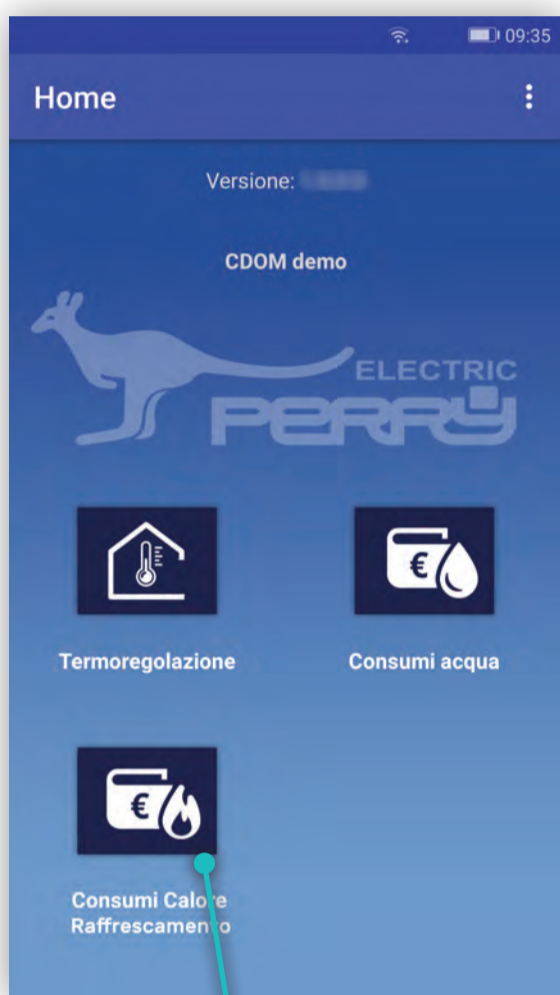 09:35
Home
Versione:
CDOM demo
ELECTRIC
PERRY
€
€
Termoregolazione
Consumi acqua
€
Consumi Calore
Raffrescamento